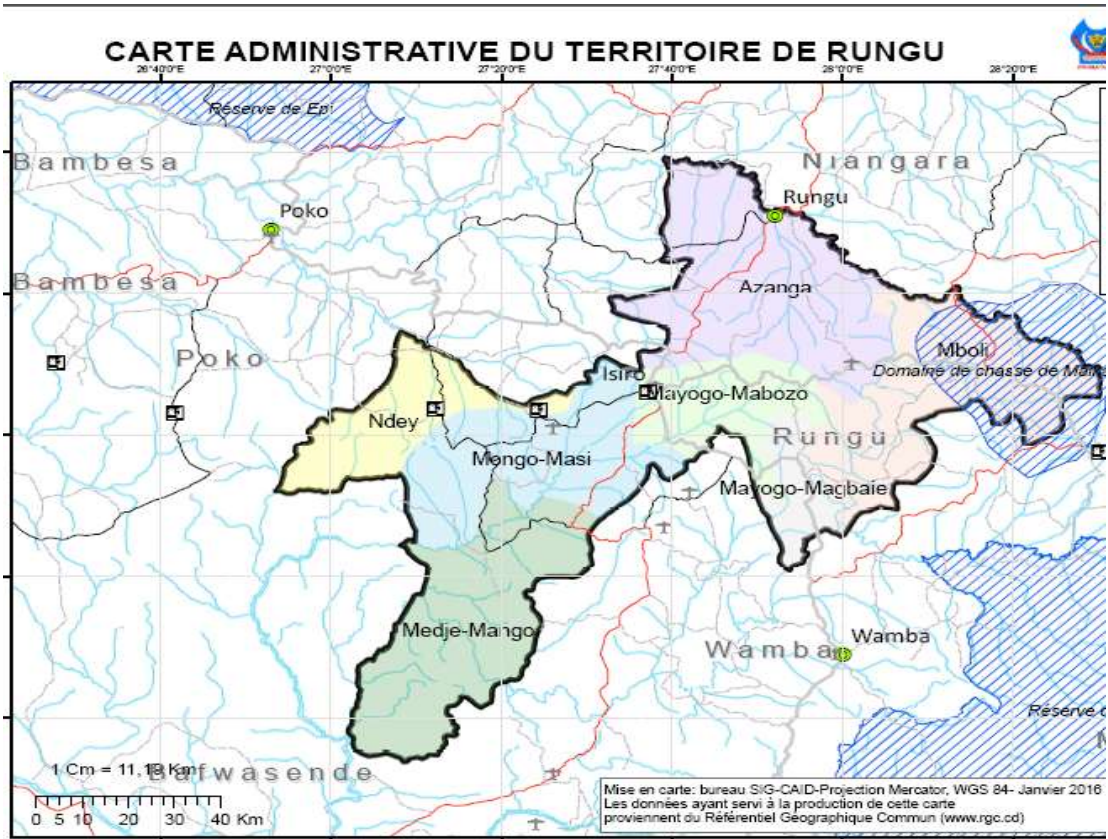 CARTE ADMINISTRATIVE DU TERRITOIRE DE RUNGU
26°40'0"E 27°0'0"E 27°20'0"E 27°40'0"E 28°0'0"E 28°20'0"E
Réserve de Epi
Bambesa
Niangara
Poko
Rungu
Bambesa
Azanga
Poko
Mboli
Domaine de chasse de
Isiro
Mayogo-Mabozo
Ndey
Rungu
Mongo-Masi
Mayogo-Magbaie
Medje-Mango
Wamba
Wamba
Réserve
1 Cm = 11,19 Km
Bafwasende
0 5 10 20 30 40 Km
Mise en carte: bureau SIG-CAID-Projection Mercator, WGS 84- Janvier 2016
Les données ayant servi à la production de cette carte
proviennent du Référentiel Géographique Commun (www.rgc.cd)